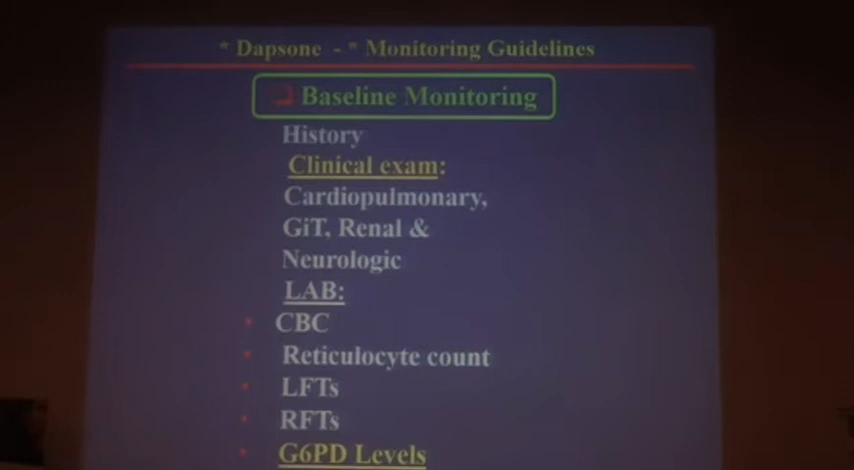 * Dapsone - * Monitoring Guidelines
❏ Baseline Monitoring
History
Clinical exam:
Cardiopulmonary,
GiT, Renal &
Neurologic
LAB:
• CBC
• Reticulocyte count
• LFTs
• RFTs
• G6PD Levels